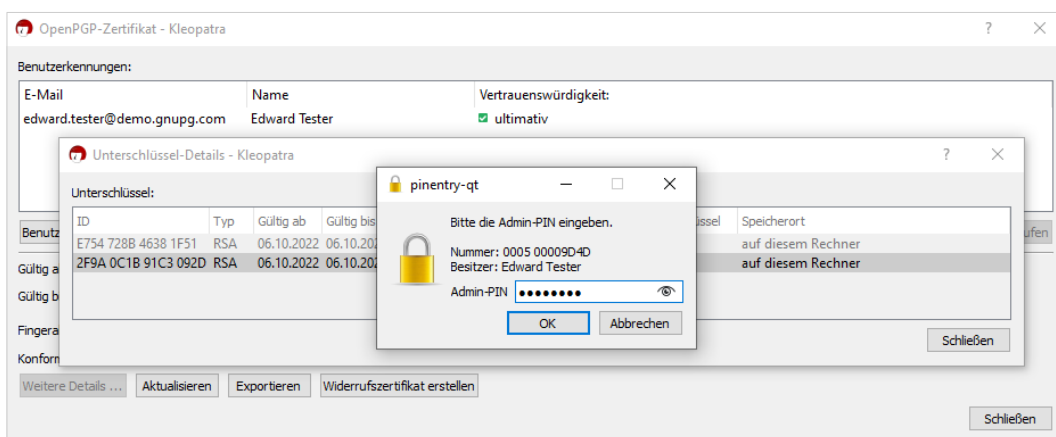 OpenPGP-Zertifikat - Kleopatra
Benutzerkennungen:
E-Mail Name Vertrauenswürdigkeit:
edward.tester@demo.gnupg.com Edward Tester ultimativ
Unterschlüssel-Details - Kleopatra
Unterschlüssel:
ID Typ Gültig ab Gültig bis Speicherort
E754 728B 4638 1F51 RSA 06.10.2022 auf diesem Rechner
2F9A 0C1B 91C3 092D RSA 06.10.2022 auf diesem Rechner
Schließen
pinentry-qt
Bitte die Admin-PIN eingeben.
Nummer: 0005 00009D4D
Besitzer: Edward Tester
Admin-PIN ●●●●●●●●
OK Abbrechen
Weitere Details ... Aktualisieren Exportieren Widerrufszertifikat erstellen
Schließen